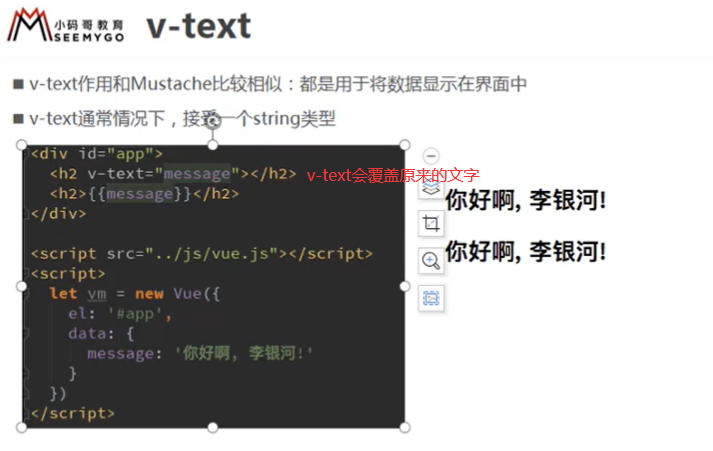 小码哥教育
SEEMYGO
v-text
v-text作用和Mustache比较相似：都是用于将数据显示在界面中
v-text通常情况下，接受一个string类型
<div id="app">
<h2 v-text="message"></h2> v-text会覆盖原来的文字
<h2>{{message}}</h2>
</div>
<script src="../js/vue.js"></script>
<script>
let vm = new Vue({
el: '#app',
data: {
message: '你好啊, 李银河!'
}
})
</script>
你好啊, 李银河!
你好啊, 李银河!